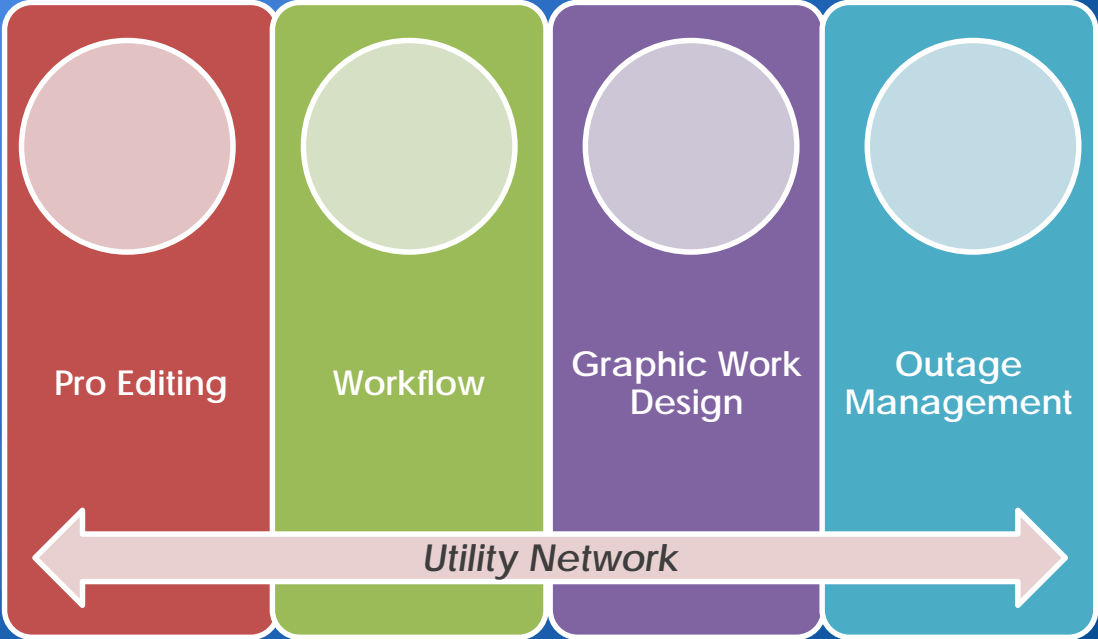 Pro Editing
Workflow
Graphic Work
Design
Outage
Management
Utility Network